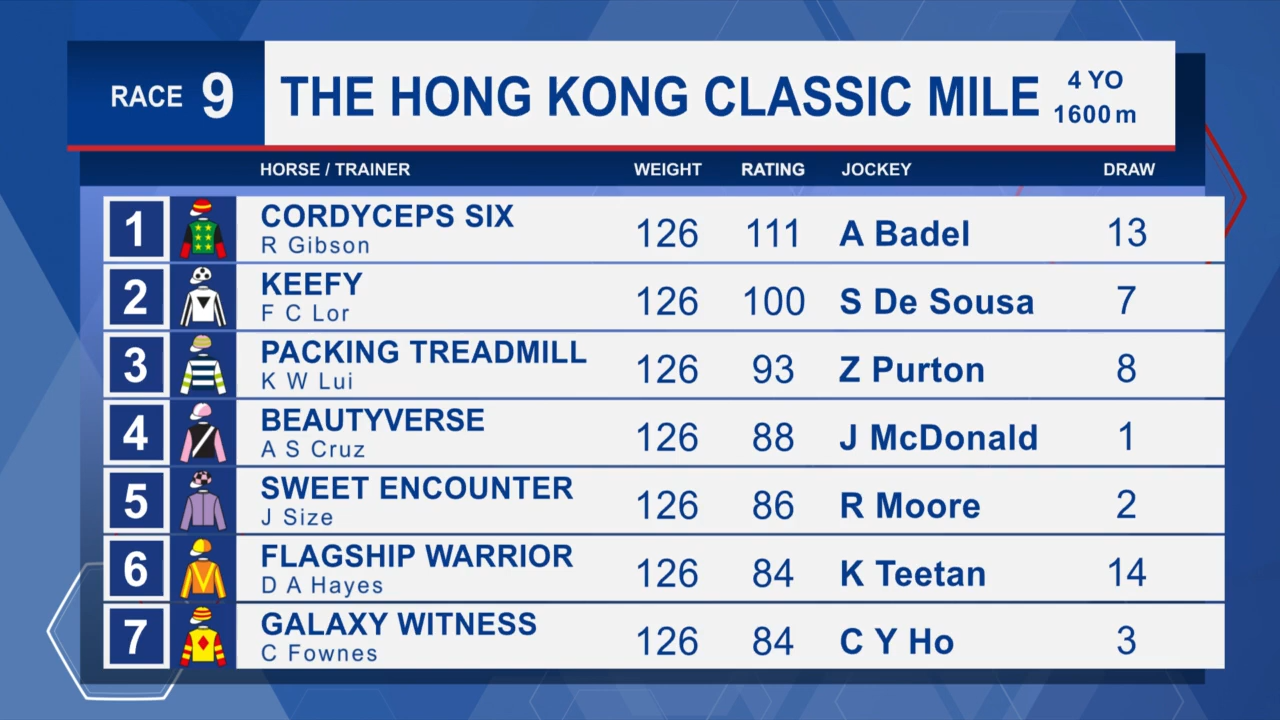 RACE 9 THE HONG KONG CLASSIC MILE 4 YO
1600 m
HORSE / TRAINER WEIGHT RATING JOCKEY DRAW
1 CORDYCEPS SIX 126 111 A Badel 13
R Gibson
2 KEEFY 126 100 S De Sousa 7
F C Lor
3 PACKING TREADMILL 126 93 Z Purton 8
K W Lui
4 BEAUTYVERSE 126 88 J McDonald 1
A S Cruz
5 SWEET ENCOUNTER 126 86 R Moore 2
J Size
6 FLAGSHIP WARRIOR 126 84 K Teetan 14
D A Hayes
7 GALAXY WITNESS 126 84 C Y Ho 3
C Fownes